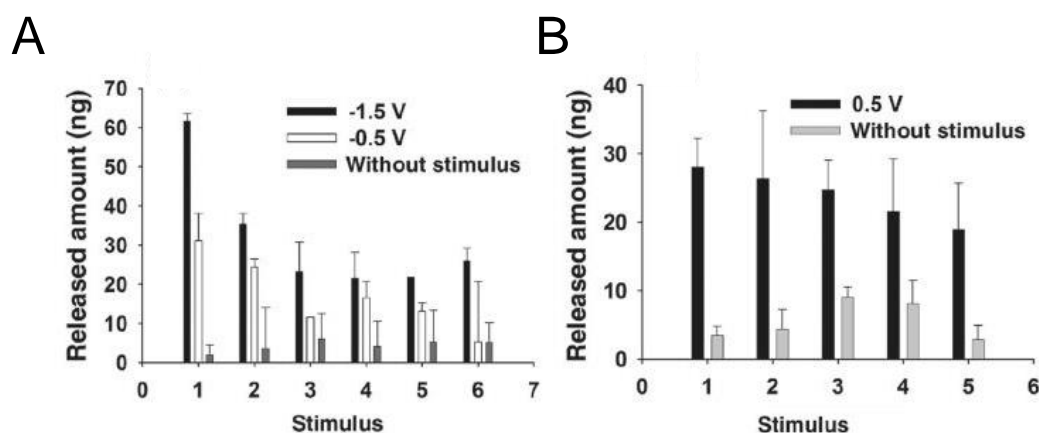 A
B
Released amount (ng)
70
60
50
40
30
20
10
0
-1.5 V
-0.5 V
Without stimulus
0 1 2 3 4 5 6 7
Stimulus
Released amount (ng)
40
30
20
10
0
0.5 V
Without stimulus
0 1 2 3 4 5 6
Stimulus